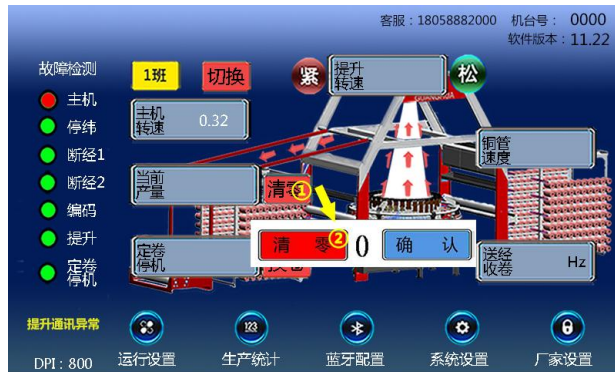 客服：18058882000 机台号： 0000
软件版本：11.22
故障检测
主机
停纬
断经1
断经2
编码
提升
定卷
停机
1班
切换
紧
提升
转速
松
主机
转速
0.32
铜管
速度
当前
产量
清零①
清 零② 0 确 认
定卷
停机
送经
收卷
Hz
提升通讯异常
DPI：800
运行设置
123
生产统计
蓝牙配置
系统设置
厂家设置